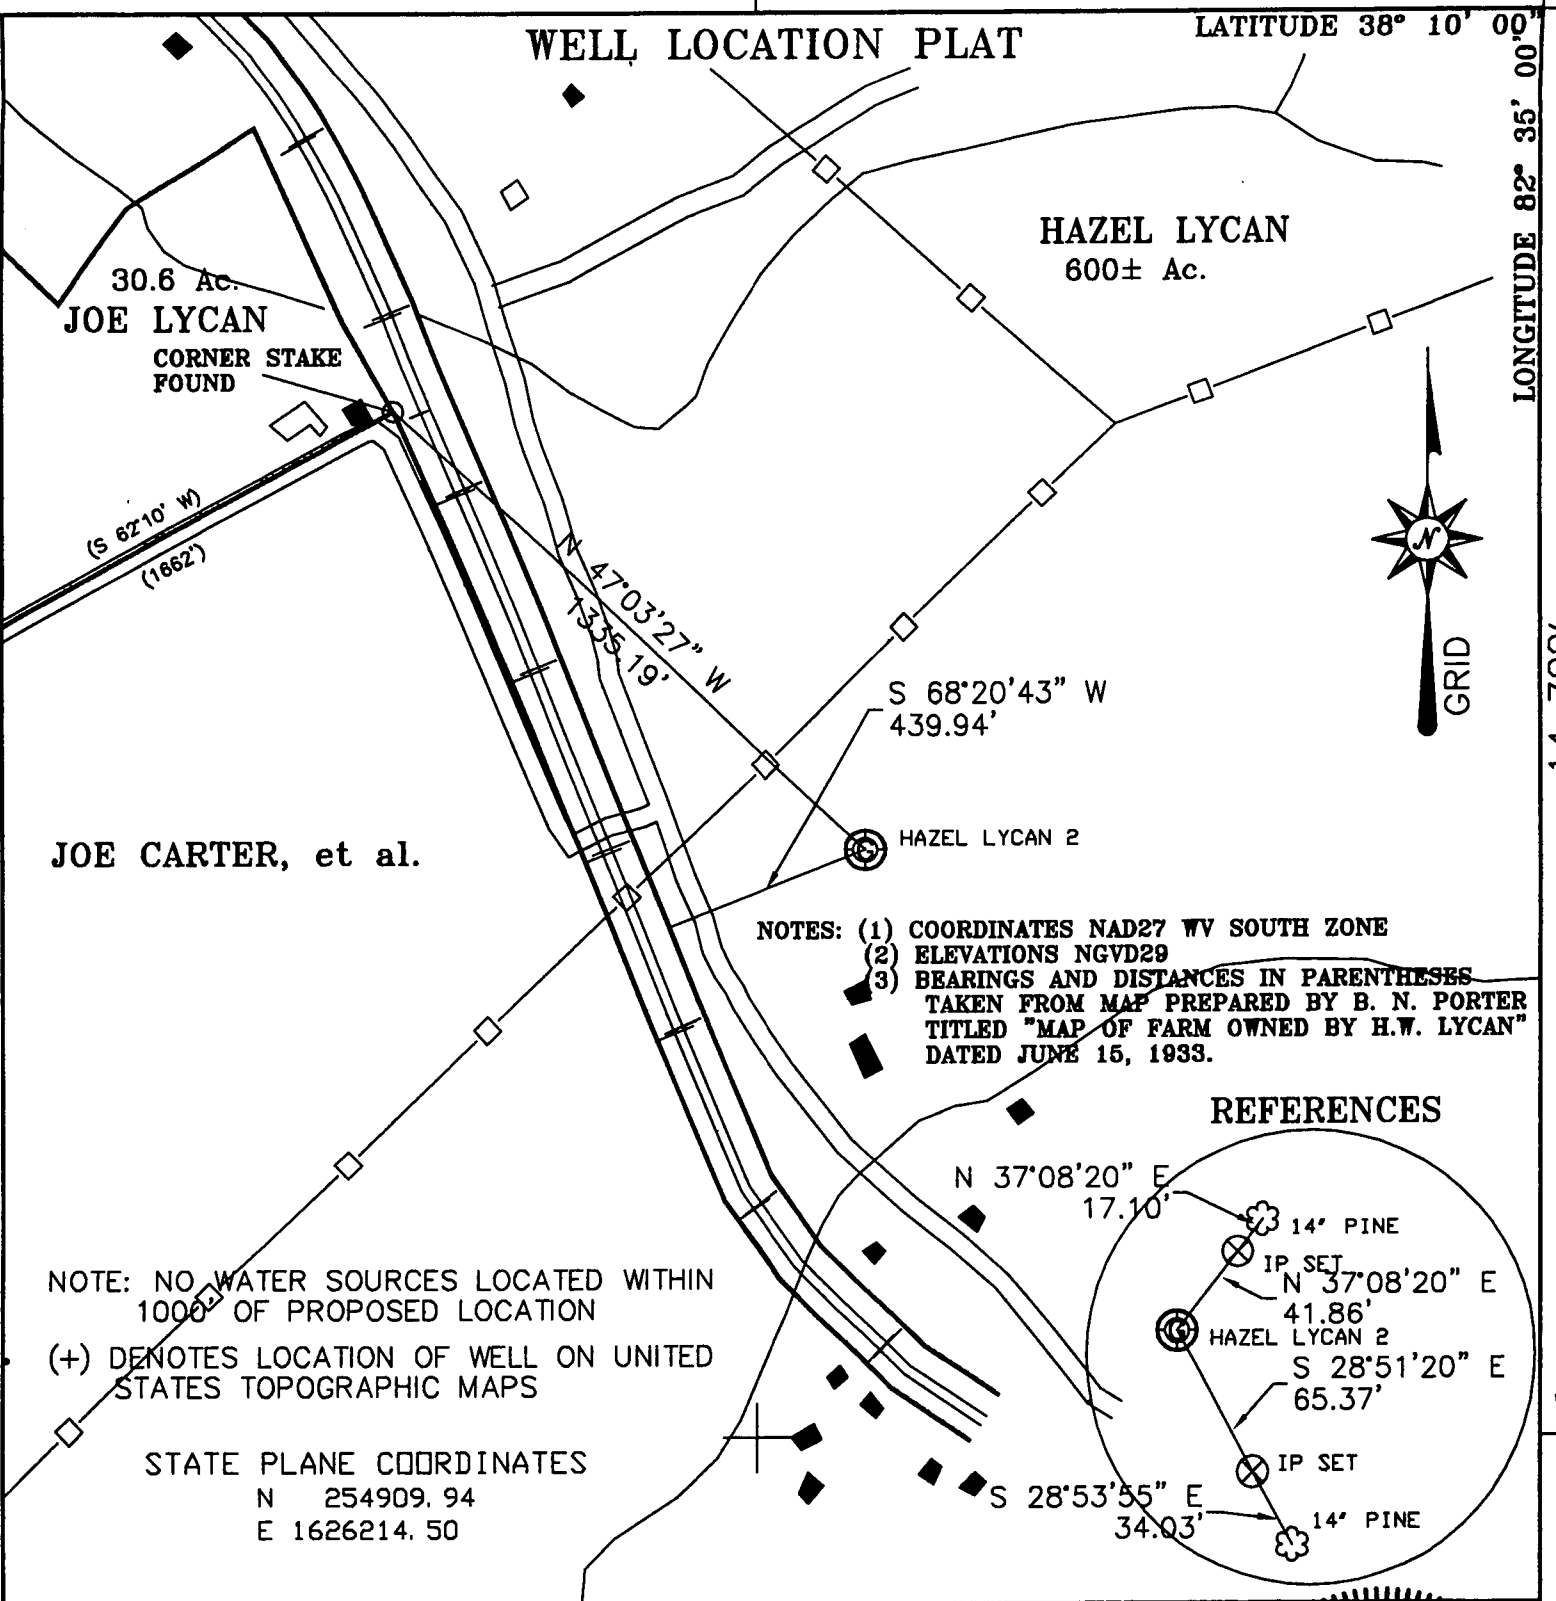 WELL LOCATION PLAT
LATITUDE 38° 10' 00"
LONGITUDE 82° 35' 00"
HAZEL LYCAN
600± Ac.
30.6 Ac.
JOE LYCAN
CORNER STAKE
FOUND
(S 62°10' W)
(1662')
N 47°03'27" W
1335.19'
S 68°20'43" W
439.94'
N
GRID
HAZEL LYCAN 2
JOE CARTER, et al.
NOTES: (1) COORDINATES NAD27 WV SOUTH ZONE
(2) ELEVATIONS NGVD29
(3) BEARINGS AND DISTANCES IN PARENTHESES
TAKEN FROM MAP PREPARED BY B. N. PORTER
TITLED "MAP OF FARM OWNED BY H.W. LYCAN"
DATED JUNE 15, 1933.
REFERENCES
N 37°08'20" E
17.10'
14" PINE
IP SET
N 37°08'20" E
41.86'
HAZEL LYCAN 2
S 28°51'20" E
65.37'
IP SET
S 28°53'55" E
34.03'
14" PINE
NOTE: NO WATER SOURCES LOCATED WITHIN
1000' OF PROPOSED LOCATION
(+) DENOTES LOCATION OF WELL ON UNITED
STATES TOPOGRAPHIC MAPS
STATE PLANE COORDINATES
N 254909.94
E 1626214.50